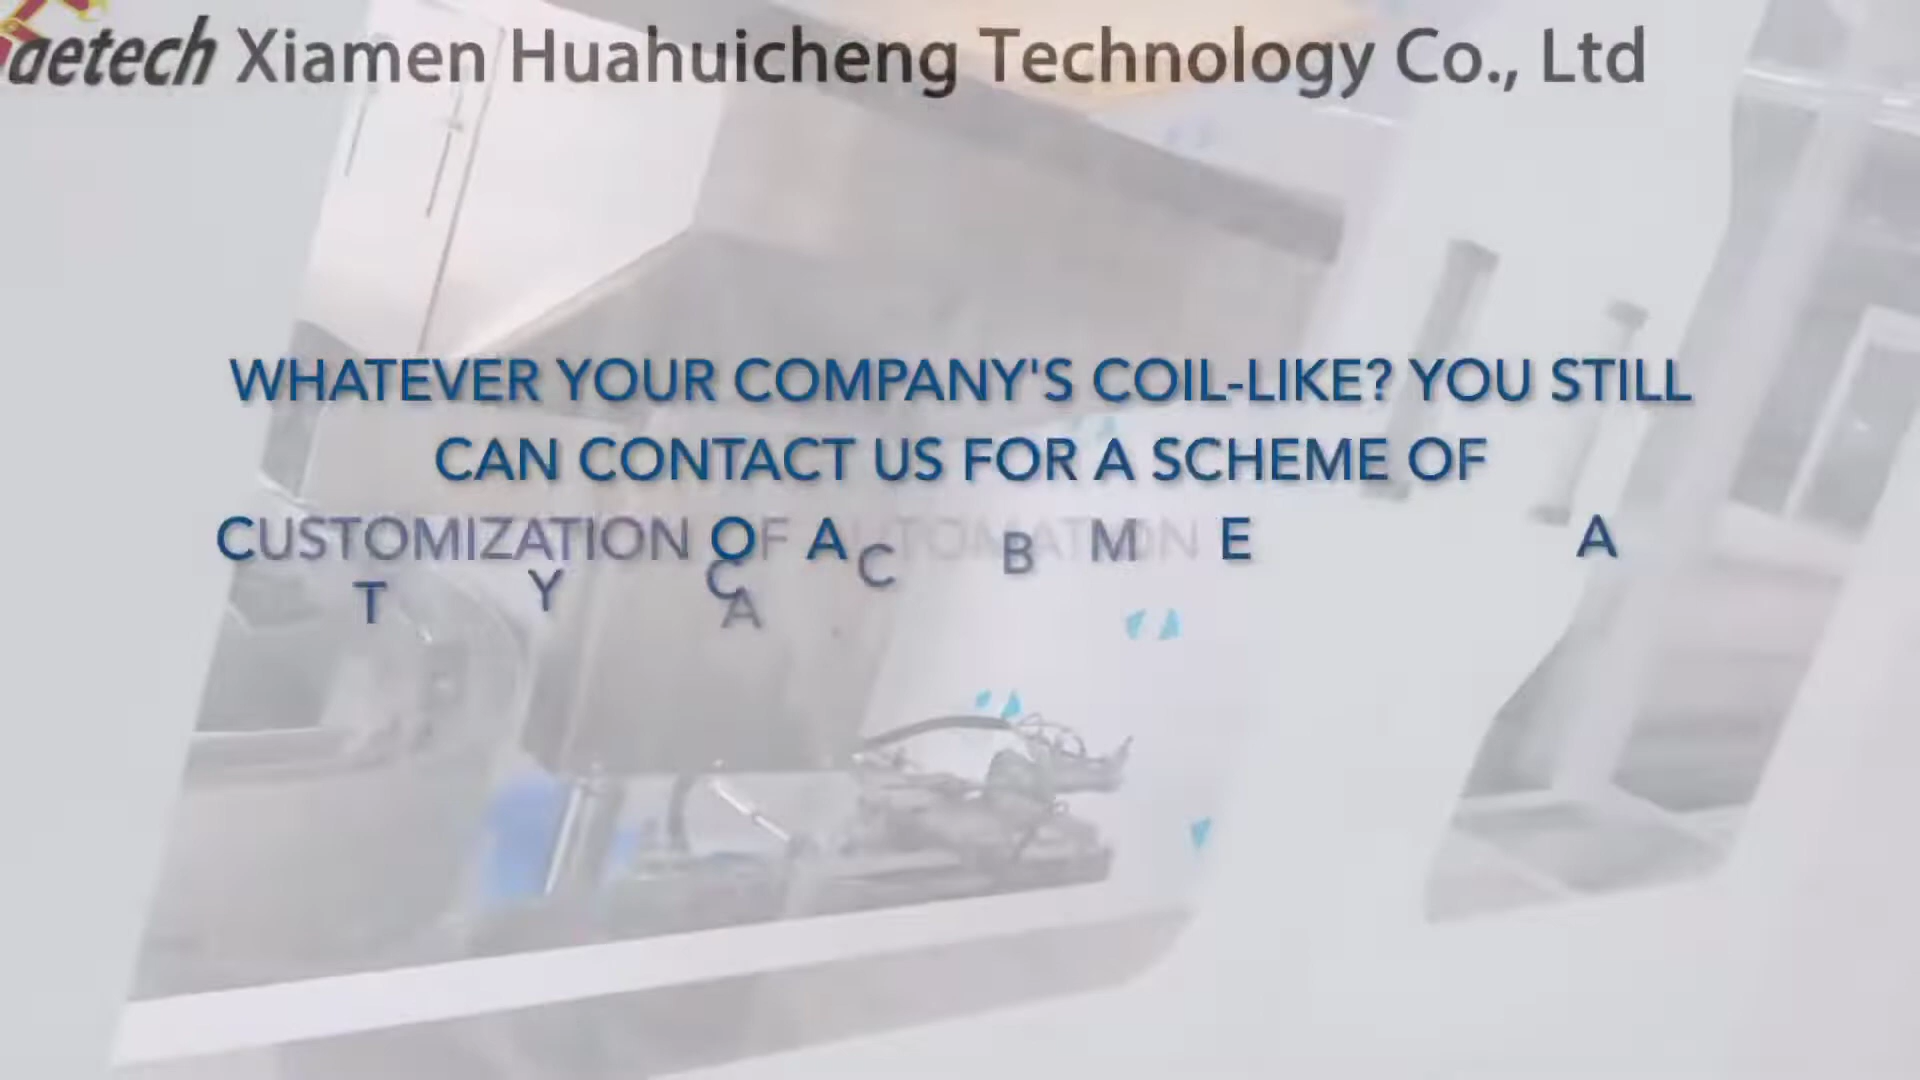 aetech Xiamen Huahuicheng Technology Co., Ltd
WHATEVER YOUR COMPANY'S COIL-LIKE? YOU STILL
CAN CONTACT US FOR A SCHEME OF
CUSTOMIZATION OF AUTOMATION